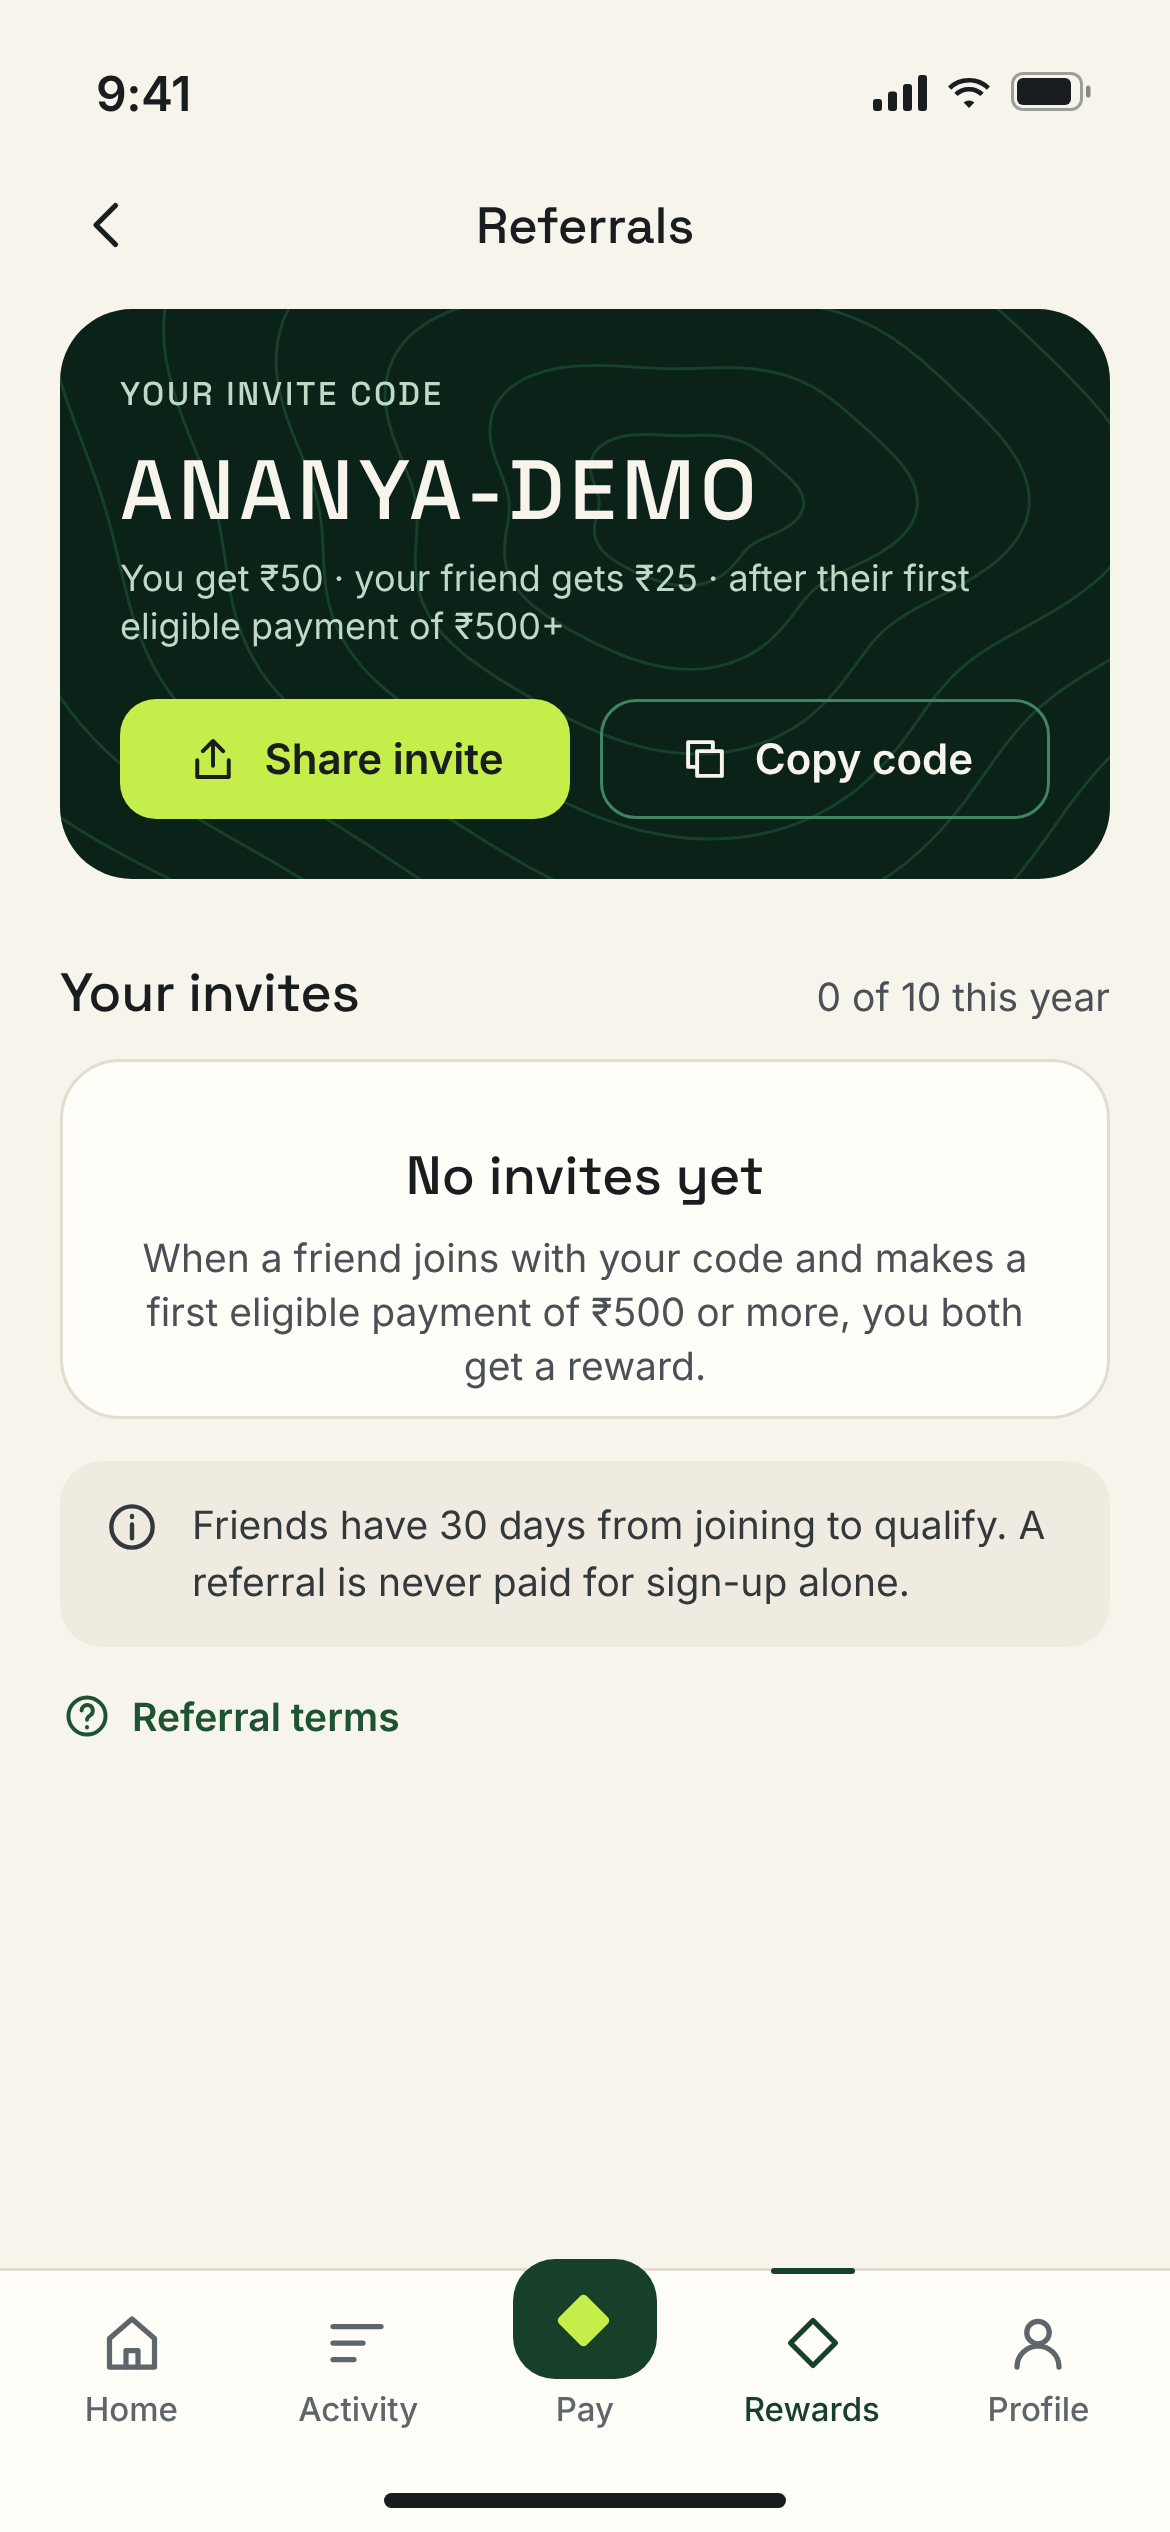 9:41
Referrals
YOUR INVITE CODE
ANANYA-DEMO
You get ₹50 · your friend gets ₹25 · after their first
eligible payment of ₹500+
Share invite
Copy code
Your invites
0 of 10 this year
No invites yet
When a friend joins with your code and makes a
first eligible payment of ₹500 or more, you both
get a reward.
Friends have 30 days from joining to qualify. A
referral is never paid for sign-up alone.
Referral terms
Home
Activity
Pay
Rewards
Profile